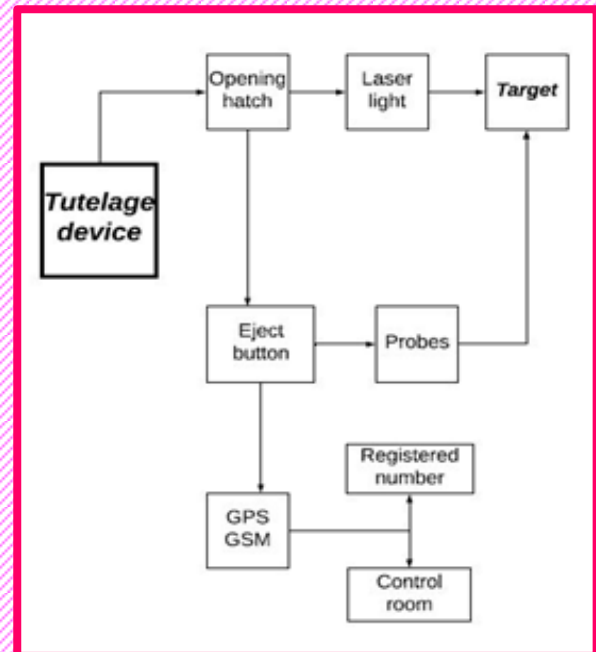 Opening
hatch
Laser
light
Target
Tutelage
device
Eject
button
Probes
Registered
number
GPS
GSM
Control
room